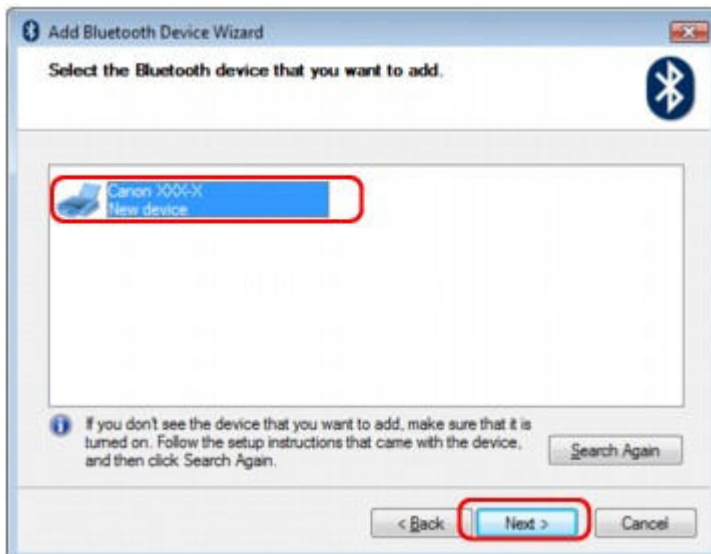 Add Bluetooth Device Wizard
Select the Bluetooth device that you want to add.
Canon XXX-X
New device
If you don't see the device that you want to add, make sure that it is
turned on. Follow the setup instructions that came with the device,
and then click Search Again.
Search Again
< Back
Next >
Cancel